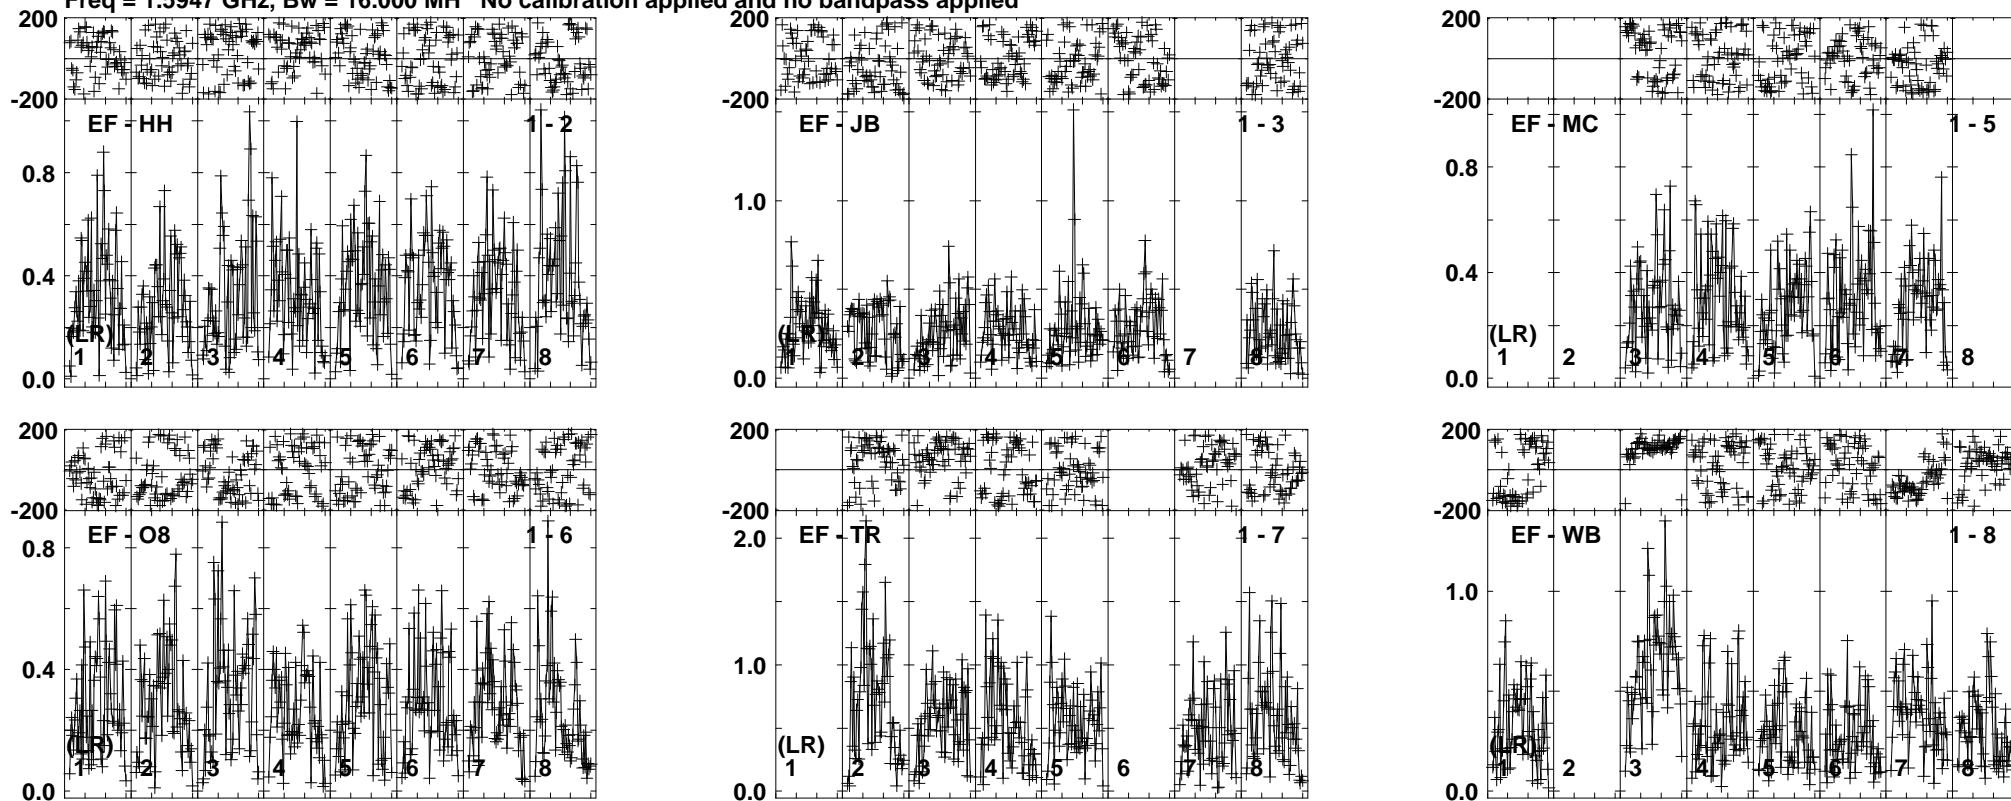 Freq = 1.5947 GHz, Bw = 16.000 MH No calibration applied and no bandpass applied
200
-200
EF - HH 1 - 2
0.8
0.4
(LR)
1 2 3 4 5 6 7 8
0.0
200
-200
EF - JB 1 - 3
1.0
(LR)
1 2 3 4 5 6 7 8
0.0
200
-200
EF - MC 1 - 5
0.8
0.4
(LR)
1 2 3 4 5 6 7 8
0.0
200
-200
EF - O8 1 - 6
0.8
0.4
(LR)
1 2 3 4 5 6 7 8
0.0
200
-200
EF - TR 1 - 7
2.0
1.0
(LR)
1 2 3 4 5 6 7 8
0.0
200
-200
EF - WB 1 - 8
1.0
(LR)
1 2 3 4 5 6 7 8
0.0